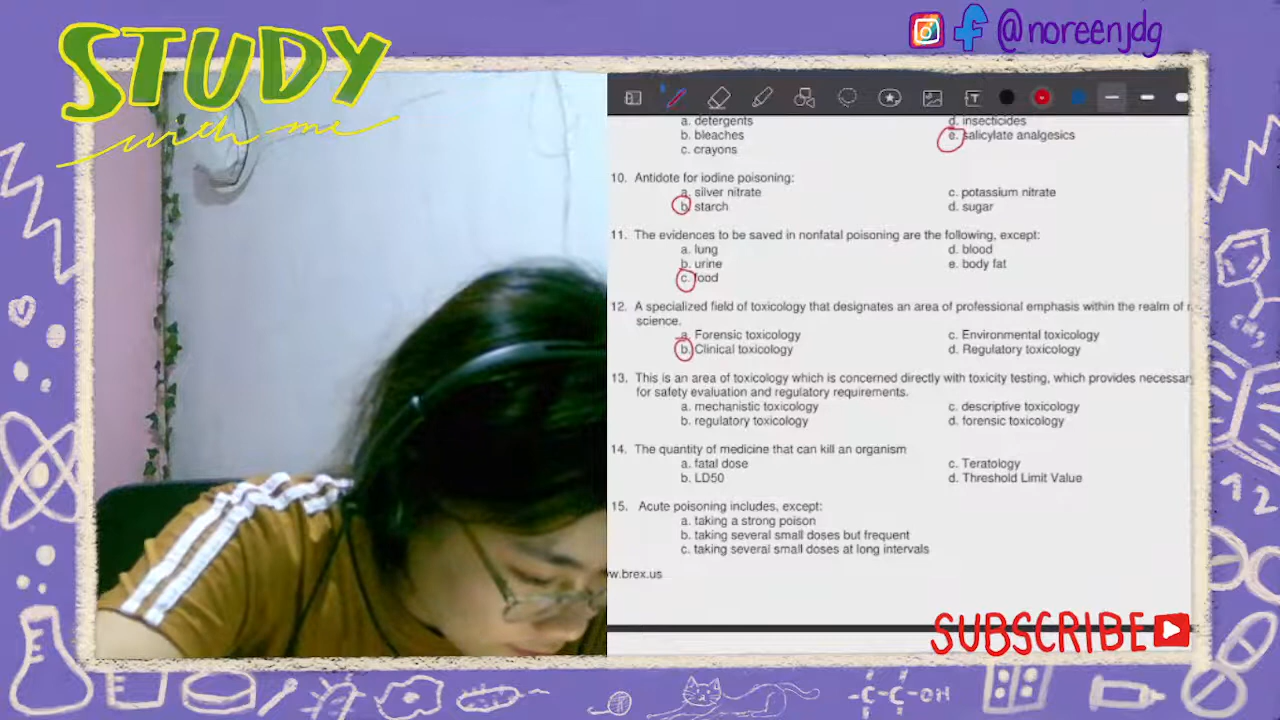 STUDY
with me
@noreenjdg
a. detergents
d. insecticides
b. bleaches
e. salicylate analgesics
c. crayons
10. Antidote for iodine poisoning:
a. silver nitrate
c. potassium nitrate
b. starch
d. sugar
11. The evidences to be saved in nonfatal poisoning are the following, except:
a. lung
d. blood
b. urine
e. body fat
c. food
12. A specialized field of toxicology that designates an area of professional emphasis within the realm of
science.
a. Forensic toxicology
c. Environmental toxicology
b. Clinical toxicology
d. Regulatory toxicology
13. This is an area of toxicology which is concerned directly with toxicity testing, which provides necessary
for safety evaluation and regulatory requirements.
a. mechanistic toxicology
c. descriptive toxicology
b. regulatory toxicology
d. forensic toxicology
14. The quantity of medicine that can kill an organism
a. fatal dose
c. Teratology
b. LD50
d. Threshold Limit Value
15. Acute poisoning includes, except:
a. taking a strong poison
b. taking several small doses but frequent
c. taking several small doses at long intervals
w.brex.us
SUBSCRIBE
CH3
12
-C-C-OH